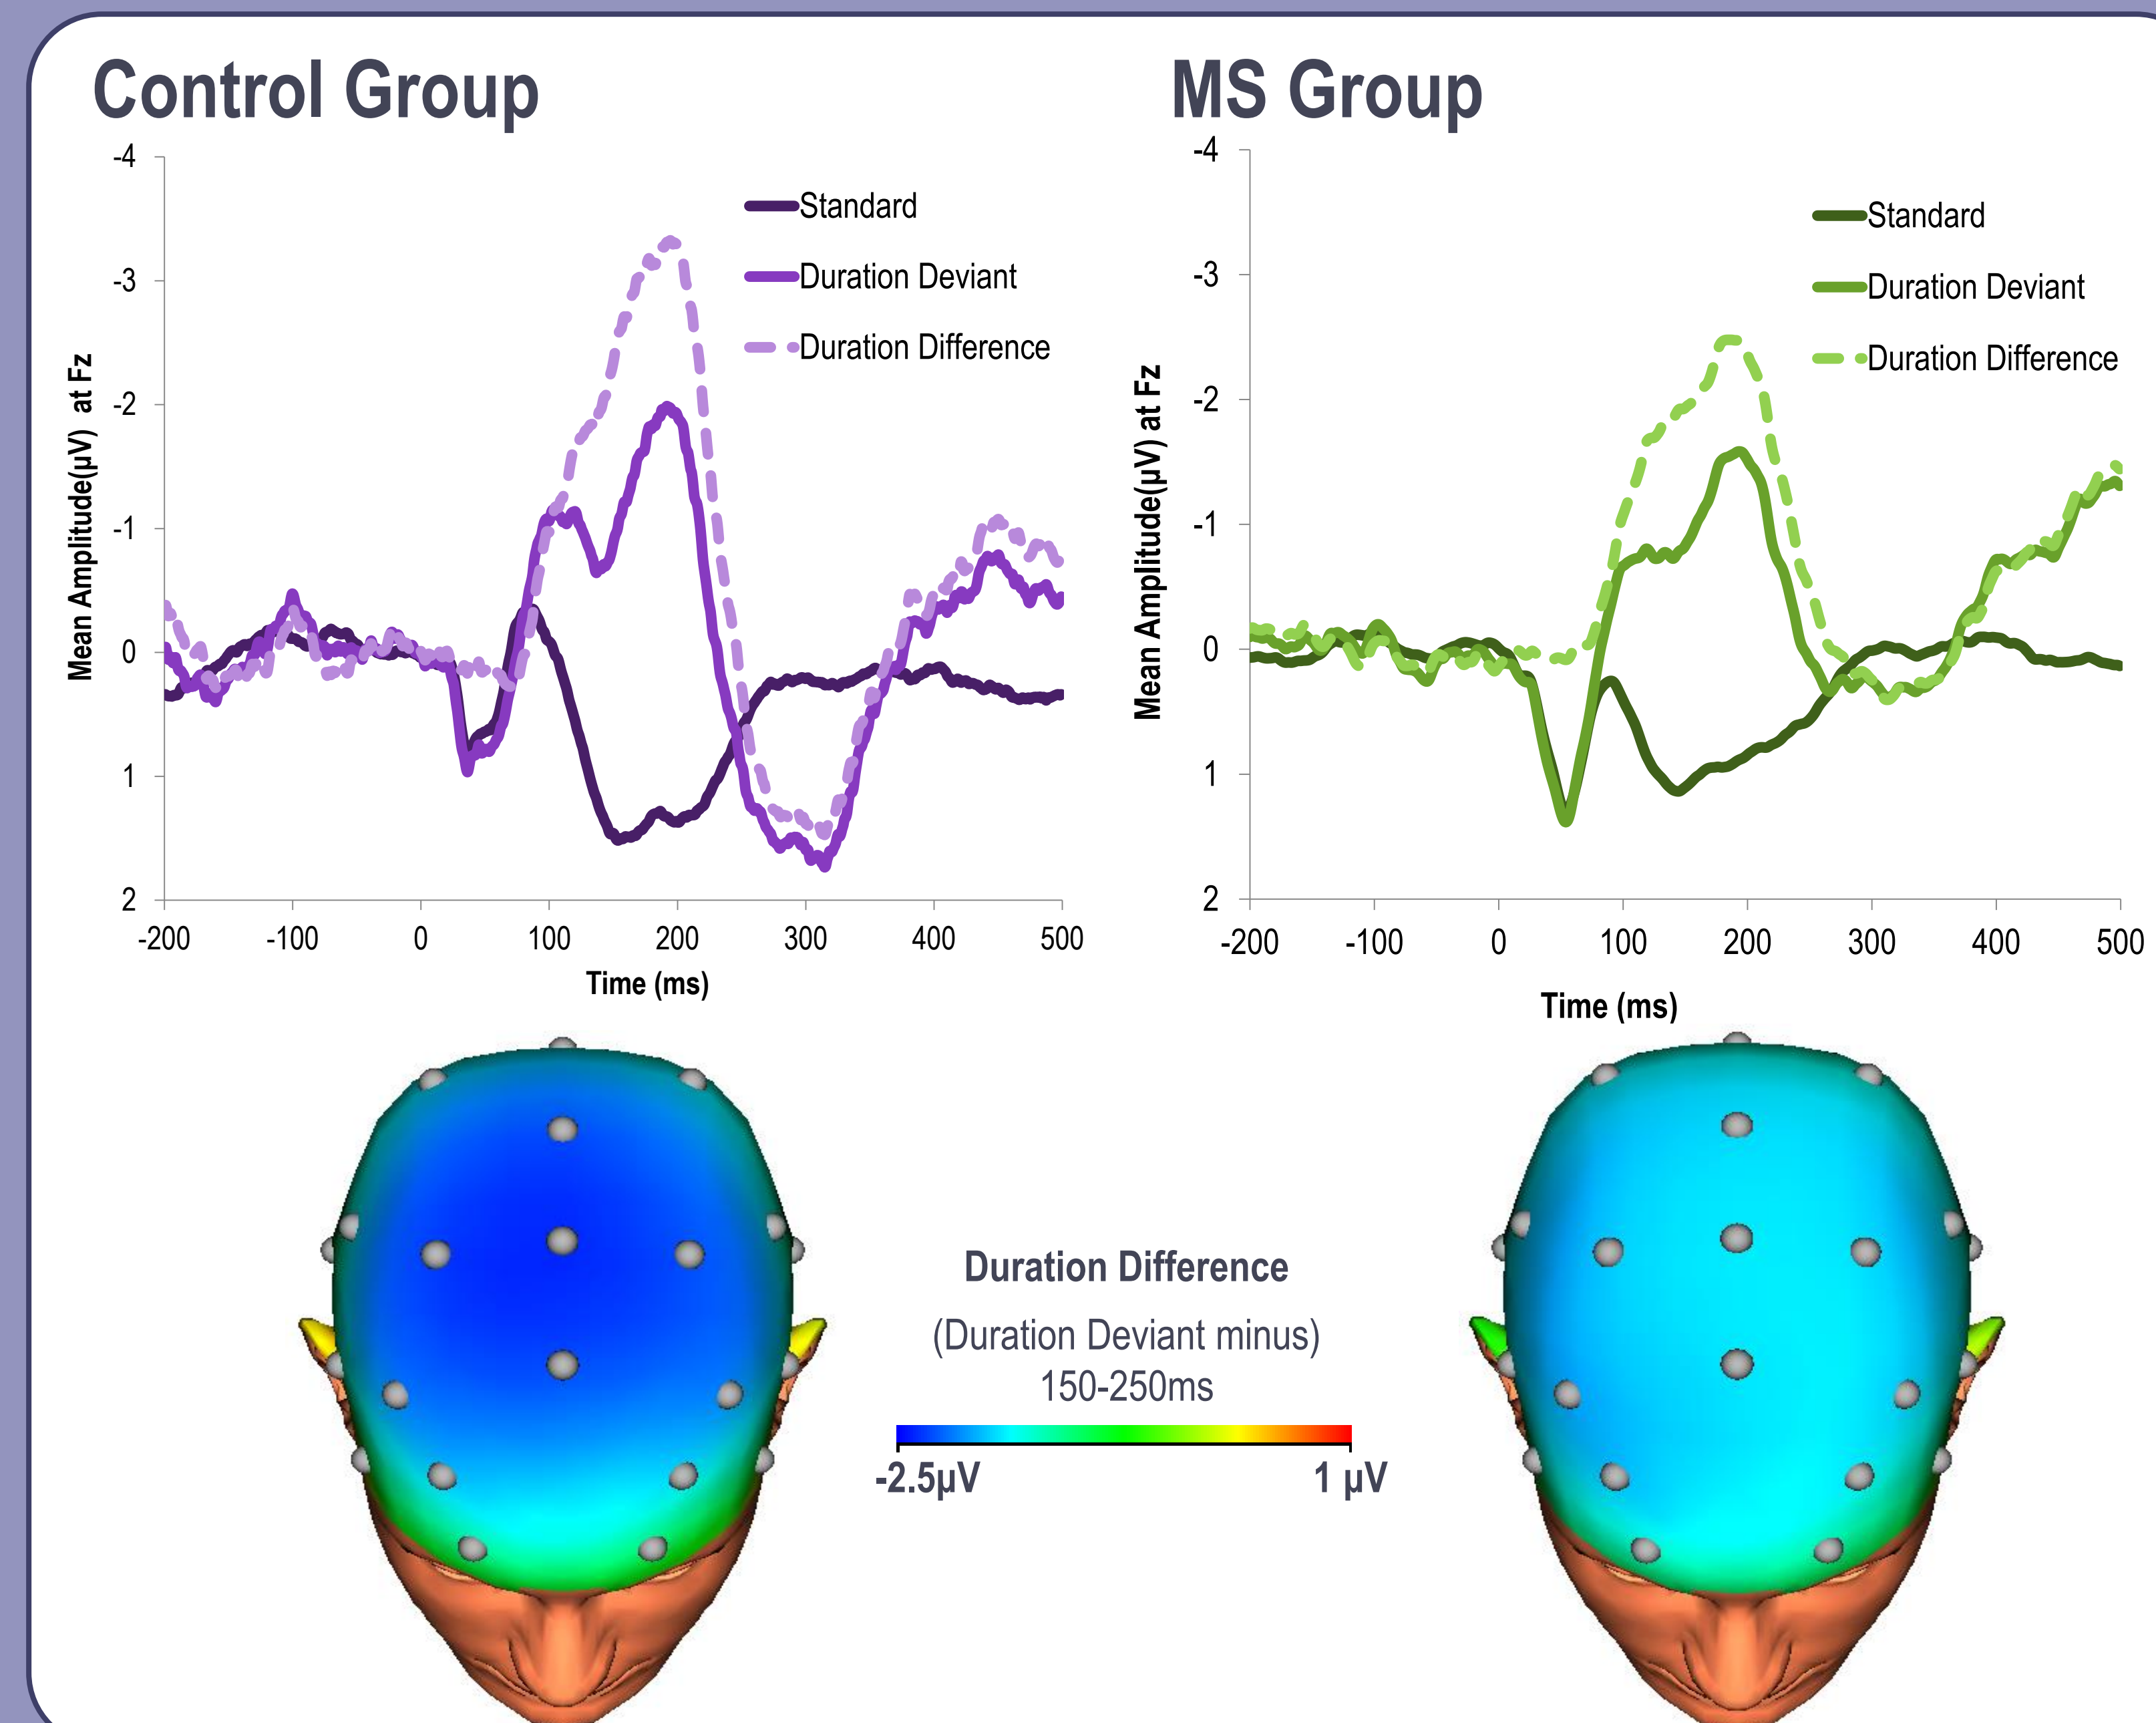 Control Group
-4
-3
-2
-1
0
1
2
Mean Amplitude(µV) at Fz
Standard
Duration Deviant
Duration Difference
-200 -100 0 100 200 300 400 500
Time (ms)
MS Group
-4
-3
-2
-1
0
1
2
Mean Amplitude(µV) at Fz
Standard
Duration Deviant
Duration Difference
-200 -100 0 100 200 300 400 500
Time (ms)
Duration Difference
(Duration Deviant minus)
150-250ms
-2.5µV 1 µV